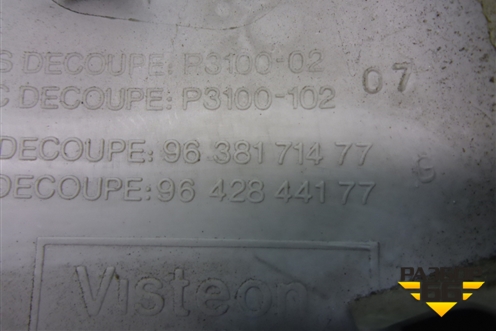 S DECOUPE: P3100-02
C DECOUPE: P3100-102
07
DECOUPE: 96 381 714 77
DECOUPE: 96 428 441 77
Visteon